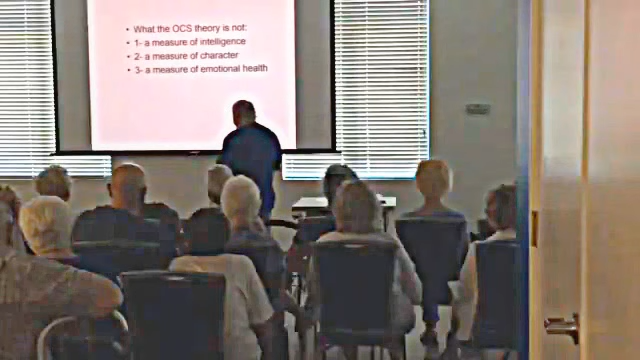 • What the OCS theory is not:
• 1- a measure of intelligence
• 2- a measure of character
• 3- a measure of emotional health